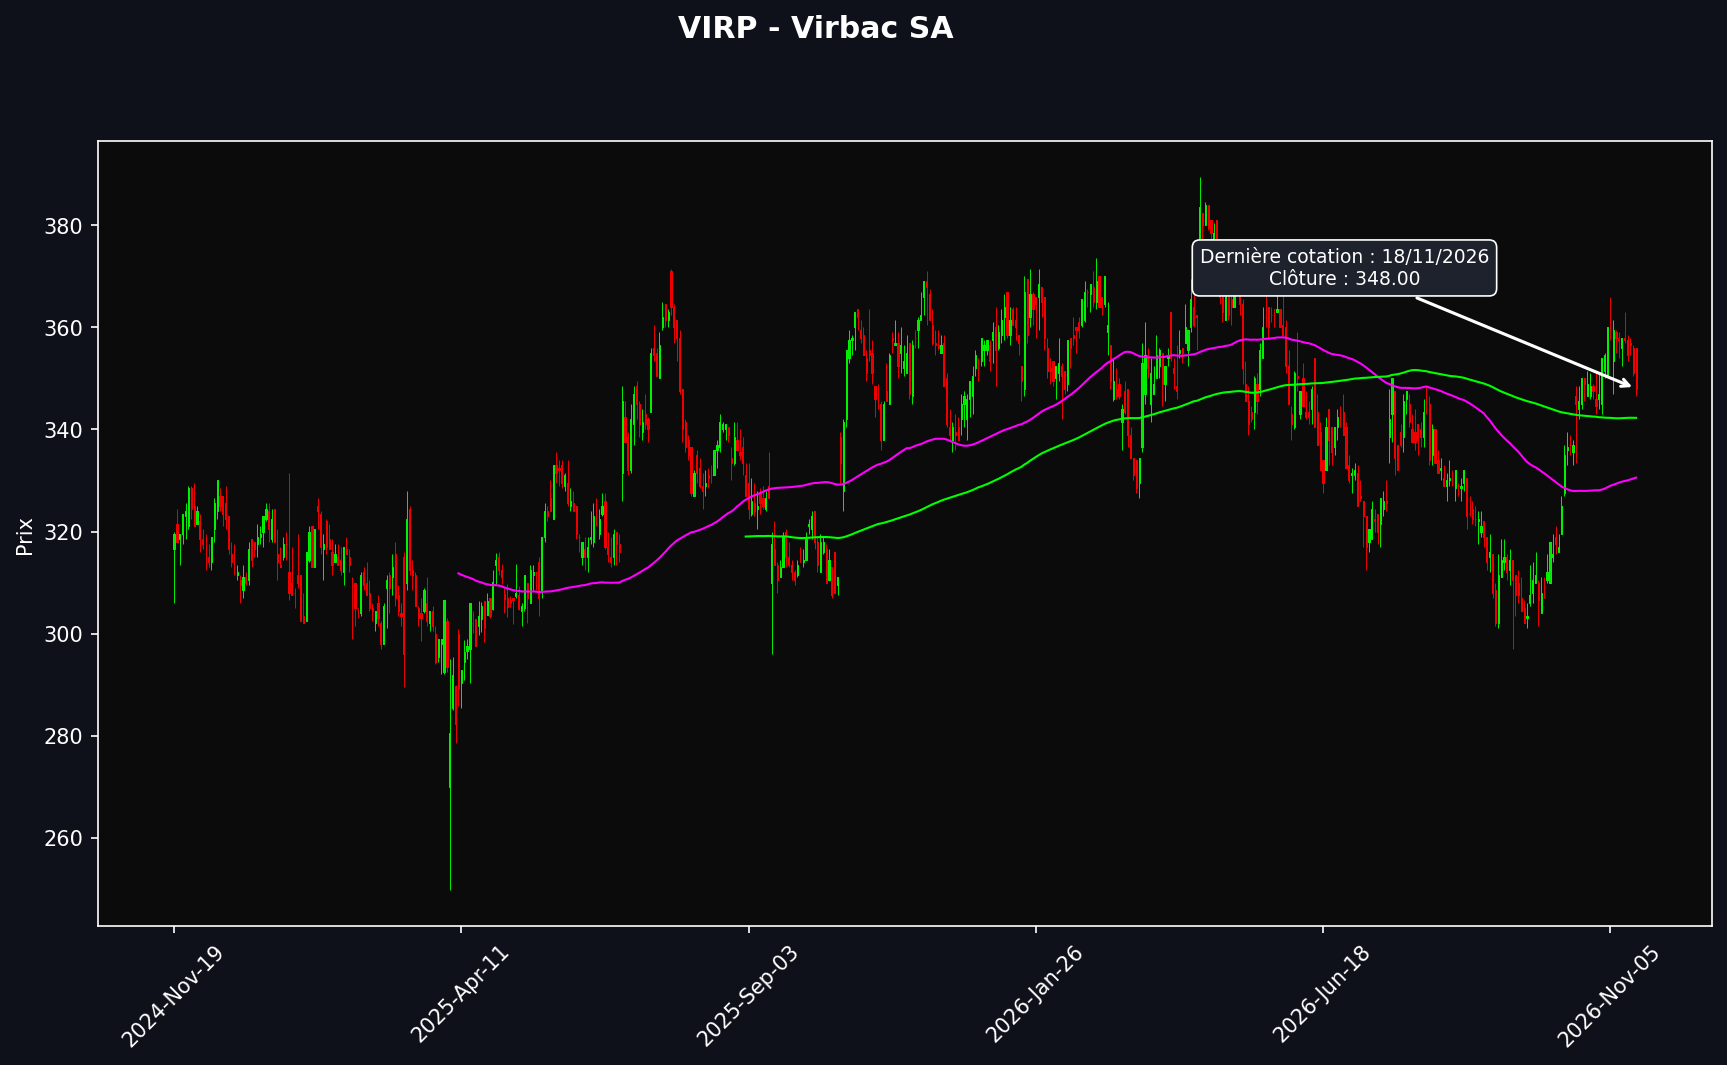 VIRP - Virbac SA
Dernière cotation : 18/11/2026
Clôture : 348.00
Prix
380
360
340
320
300
280
260
2024-Nov-19
2025-Apr-11
2025-Sep-03
2026-Jan-26
2026-Jun-18
2026-Nov-05